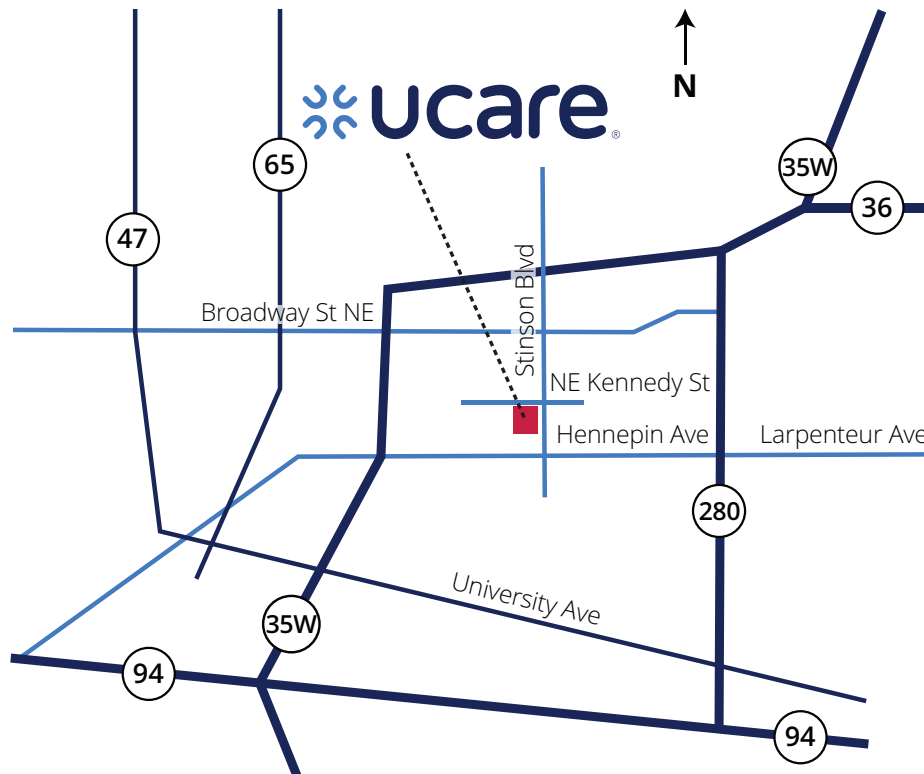 N
ucare®
65
35W
36
47
Stinson Blvd
Broadway St NE
NE Kennedy St
Hennepin Ave
Larpenteur Ave
280
University Ave
35W
94
94